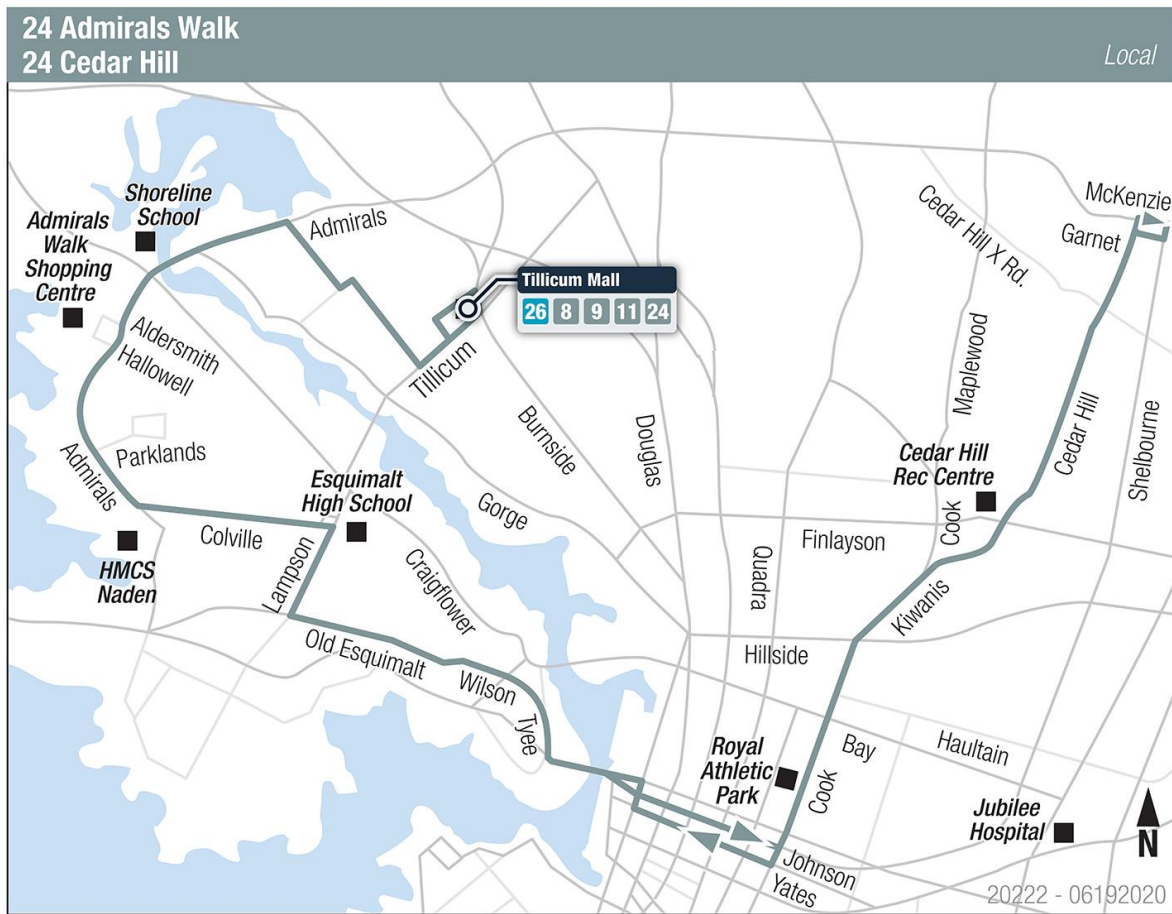 24 Admirals Walk
24 Cedar Hill
Local
Shoreline
School
Admirals
Walk
Shopping
Centre
Admirals
McKenzie
Garnet
Cedar Hill X Rd.
Tillicum Mall
26 8 9 11 24
Tillicum
Aldersmith
Hallowell
Maplewood
Burnside
Douglas
Cedar Hill
Shelbourne
Parklands
Admirals
Cedar Hill
Rec Centre
Esquimalt
High School
Gorge
Cook
Finlayson
Colville
HMCS
Naden
Lampson
Craigflower
Quadra
Kiwanis
Old Esquimalt
Wilson
Tyee
Hillside
Bay
Haultain
Royal
Athletic
Park
Cook
Jubilee
Hospital
Johnson
Yates
N
20222 - 06192020